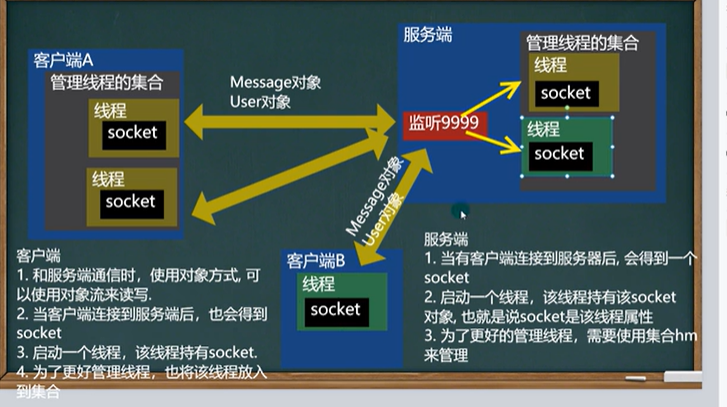 客户端A
管理线程的集合
线程
socket
线程
socket
Message对象
User对象
服务端
监听9999
管理线程的集合
线程
socket
线程
socket
Message对象
User对象
客户端B
线程
socket
客户端
1. 和服务端通信时，使用对象方式, 可
以使用对象流来读写.
2. 当客户端连接到服务端后，也会得到
socket
3. 启动一个线程，该线程持有socket.
4. 为了更好管理线程，也将该线程放入
到集合
服务端
1. 当有客户端连接到服务器后, 会得到一个
socket
2. 启动一个线程，该线程持有该socket
对象, 也就是说socket是该线程属性
3. 为了更好的管理线程，需要使用集合hm
来管理